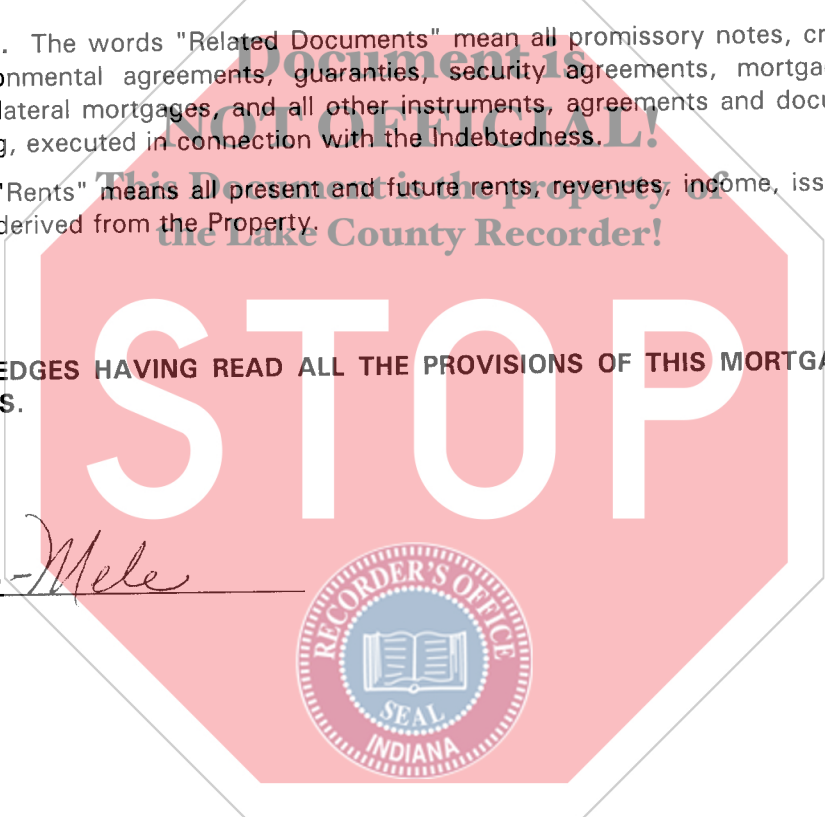 . The words "Related Documents" mean all promissory notes, cr
onmental agreements, guaranties, security agreements, mortga
lateral mortgages, and all other instruments, agreements and docu
g, executed in connection with the Indebtedness.
"Rents" means all present and future rents, revenues, income, iss
derived from the Property.
Document is
NOT OFFICIAL!
This Document is the property of
the Lake County Recorder!
STOP
EDGES HAVING READ ALL THE PROVISIONS OF THIS MORTGA
S.
-Mele
RECORDER'S OFFICE
SEAL
INDIANA